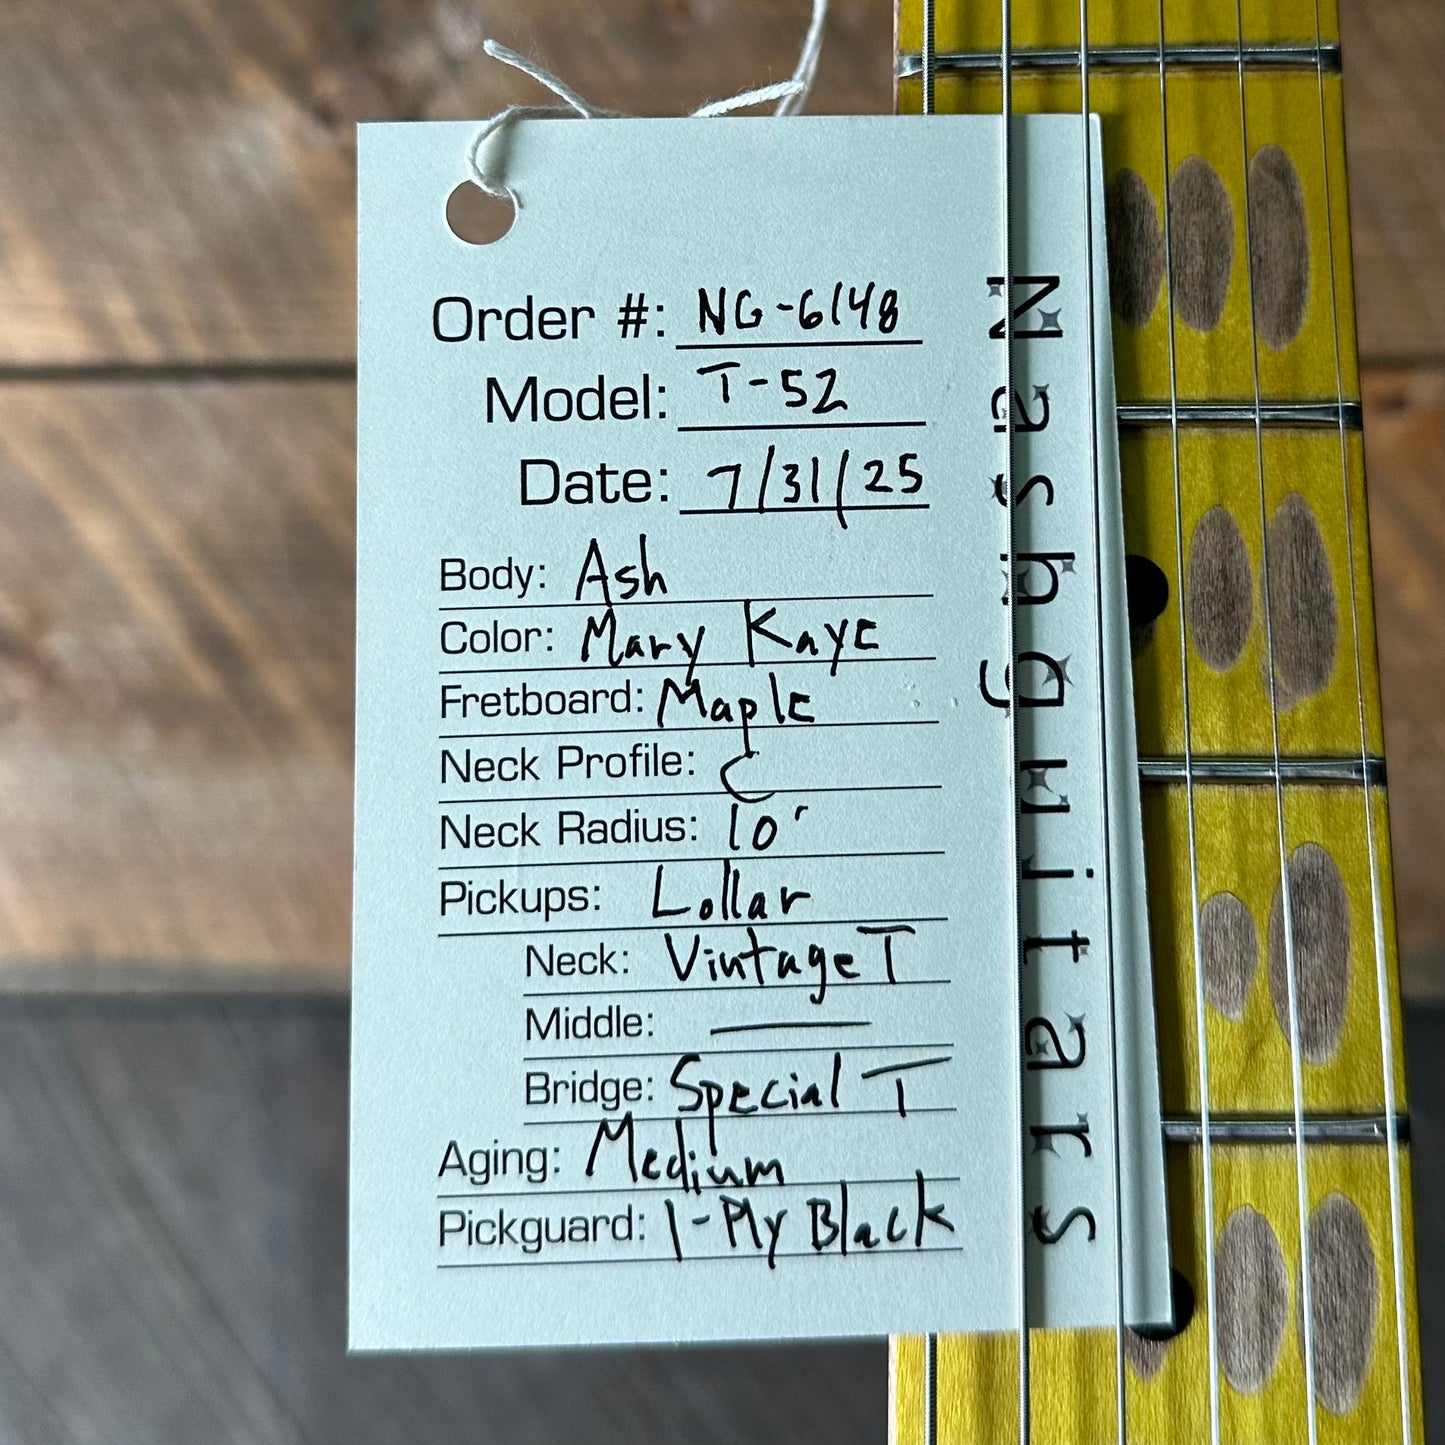 Order #: NG-6148
Model: T-52
Date: 7/31/25
Body: Ash
Color: Mary Kaye
Fretboard: Maple
Neck Profile: C
Neck Radius: 10'
Pickups: Lollar
Neck: Vintage T
Middle: —
Bridge: Special T
Aging: Medium
Pickguard: 1-Ply Black
Nashguitars